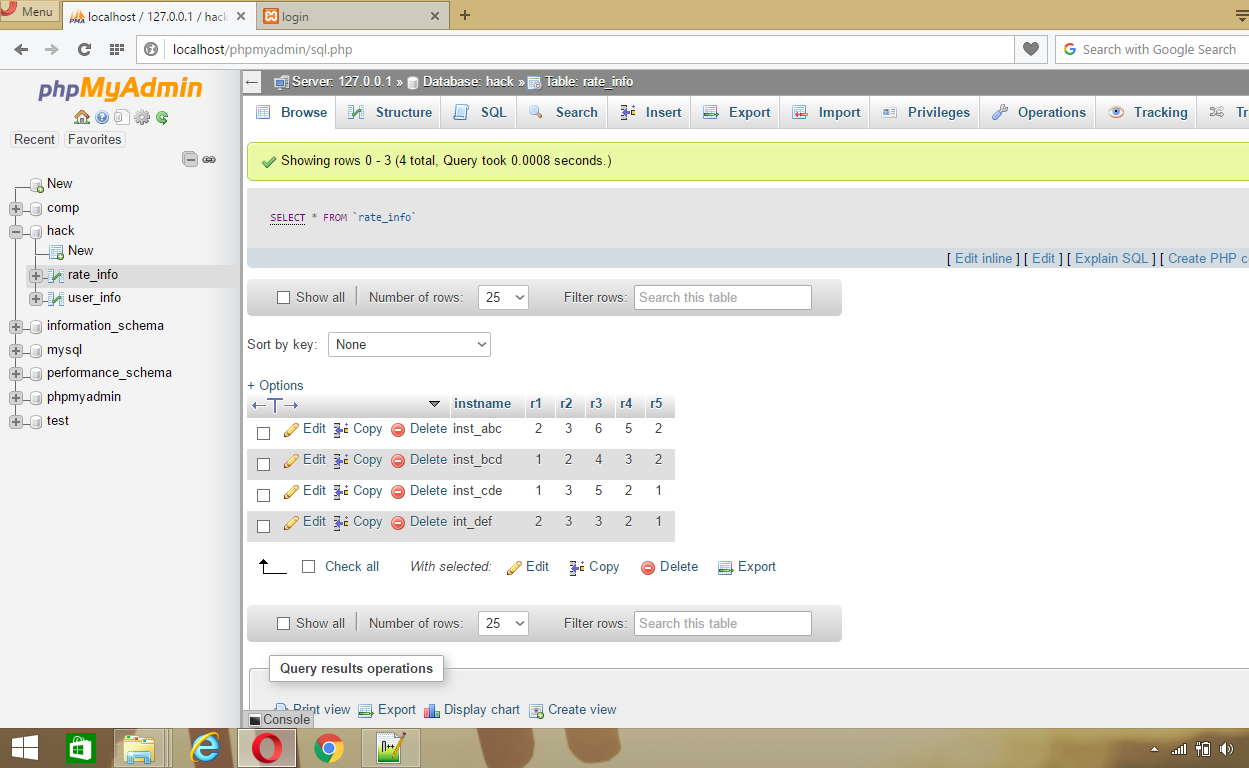 Menu
localhost / 127.0.0.1 / hack
login
localhost/phpmyadmin/sql.php
Search with Google Search
phpMyAdmin
Recent
Favorites
New
comp
hack
New
rate_info
user_info
information_schema
mysql
performance_schema
phpmyadmin
test
Server: 127.0.0.1 » Database: hack » Table: rate_info
Browse Structure SQL Search Insert Export Import Privileges Operations Tracking Tr
Showing rows 0 - 3 (4 total, Query took 0.0008 seconds.)
SELECT * FROM `rate_info`
[ Edit inline ] [ Edit ] [ Explain SQL ] [ Create PHP c
Show all Number of rows: 25 Filter rows: Search this table
Sort by key: None
+ Options
←T→ instname r1 r2 r3 r4 r5
Edit Copy Delete inst_abc 2 3 6 5 2
Edit Copy Delete inst_bcd 1 2 4 3 2
Edit Copy Delete inst_cde 1 3 5 2 1
Edit Copy Delete int_def 2 3 3 2 1
Check all With selected: Edit Copy Delete Export
Show all Number of rows: 25 Filter rows: Search this table
Query results operations
Print view Export Display chart Create view
Console